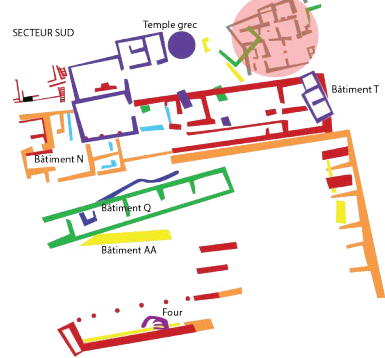 Temple grec
SECTEUR SUD
Bâtiment T
Bâtiment N
Bâtiment Q
Bâtiment AA
Four